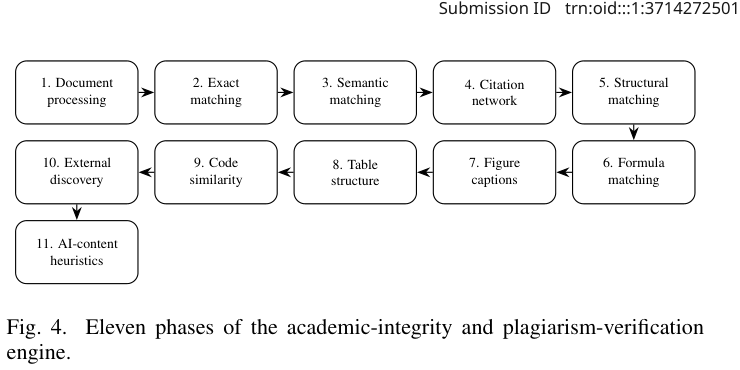 Submission ID trn:oid:::1:3714272501
1. Document
processing
2. Exact
matching
3. Semantic
matching
4. Citation
network
5. Structural
matching
6. Formula
matching
7. Figure
captions
8. Table
structure
9. Code
similarity
10. External
discovery
11. AI-content
heuristics
Fig. 4. Eleven phases of the academic-integrity and plagiarism-verification
engine.